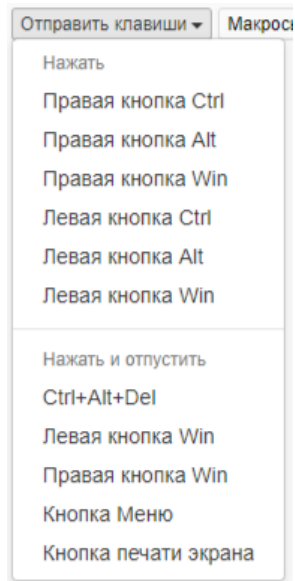 Отправить клавиши Макросы
Нажать
Правая кнопка Ctrl
Правая кнопка Alt
Правая кнопка Win
Левая кнопка Ctrl
Левая кнопка Alt
Левая кнопка Win
Нажать и отпустить
Ctrl+Alt+Del
Левая кнопка Win
Правая кнопка Win
Кнопка Меню
Кнопка печати экрана